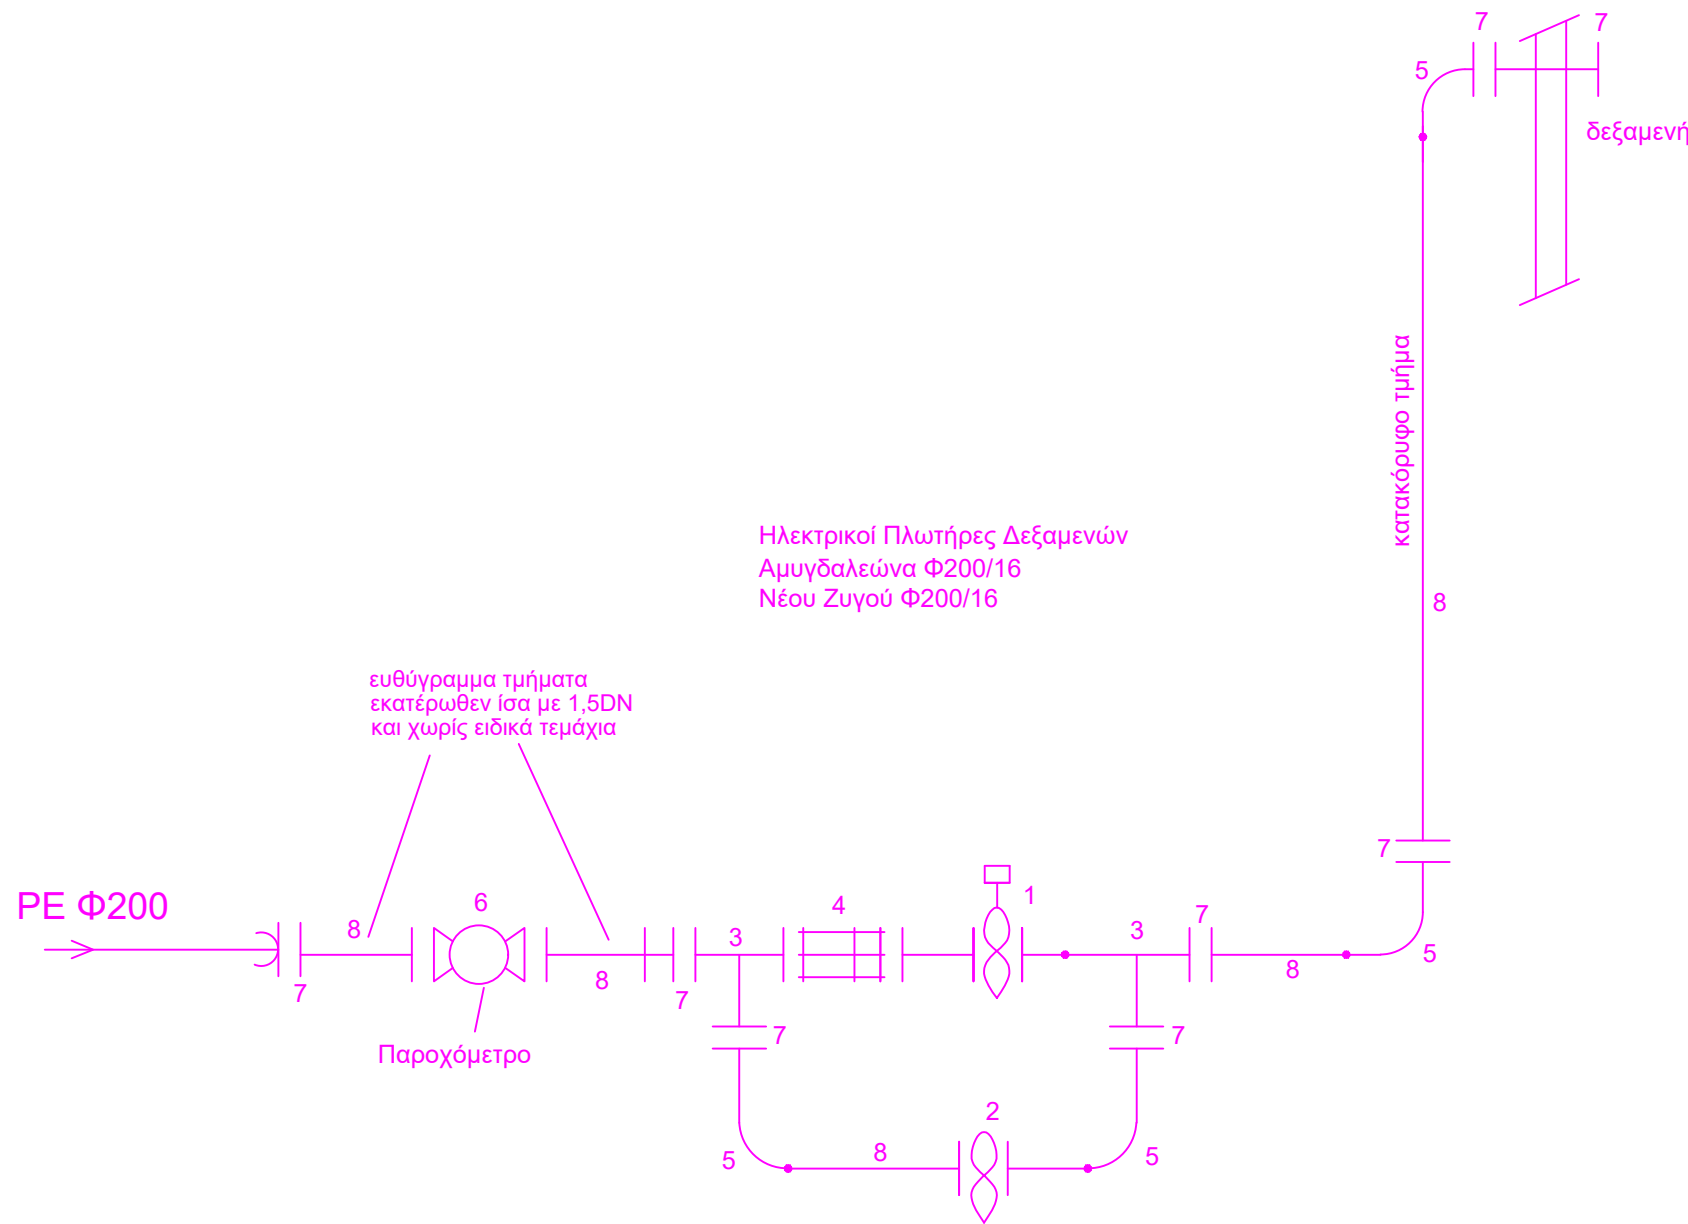 7
7
5
δεξαμενή
κατακόρυφο τμήμα
Ηλεκτρικοί Πλωτήρες Δεξαμενών
Αμυγδαλεώνα Φ200/16
Νέου Ζυγού Φ200/16
8
ευθύγραμμα τμήματα
εκατέρωθεν ίσα με 1,5DN
και χωρίς ειδικά τεμάχια
7
PE Φ200
8
6
3
4
1
3
7
5
7
8
7
8
Παροχόμετρο
7
7
5
8
2
5